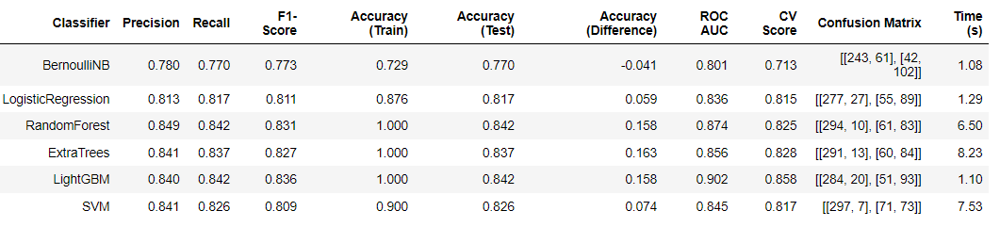 Classifier Precision Recall F1-Score Accuracy (Train) Accuracy (Test) Accuracy (Difference) ROC AUC CV Score Confusion Matrix Time (s)
BernoulliNB 0.780 0.770 0.773 0.729 0.770 -0.041 0.801 0.713 [[243, 61], [42, 102]] 1.08
LogisticRegression 0.813 0.817 0.811 0.876 0.817 0.059 0.836 0.815 [[277, 27], [55, 89]] 1.29
RandomForest 0.849 0.842 0.831 1.000 0.842 0.158 0.874 0.825 [[294, 10], [61, 83]] 6.50
ExtraTrees 0.841 0.837 0.827 1.000 0.837 0.163 0.856 0.828 [[291, 13], [60, 84]] 8.23
LightGBM 0.840 0.842 0.836 1.000 0.842 0.158 0.902 0.858 [[284, 20], [51, 93]] 1.10
SVM 0.841 0.826 0.809 0.900 0.826 0.074 0.845 0.817 [[297, 7], [71, 73]] 7.53